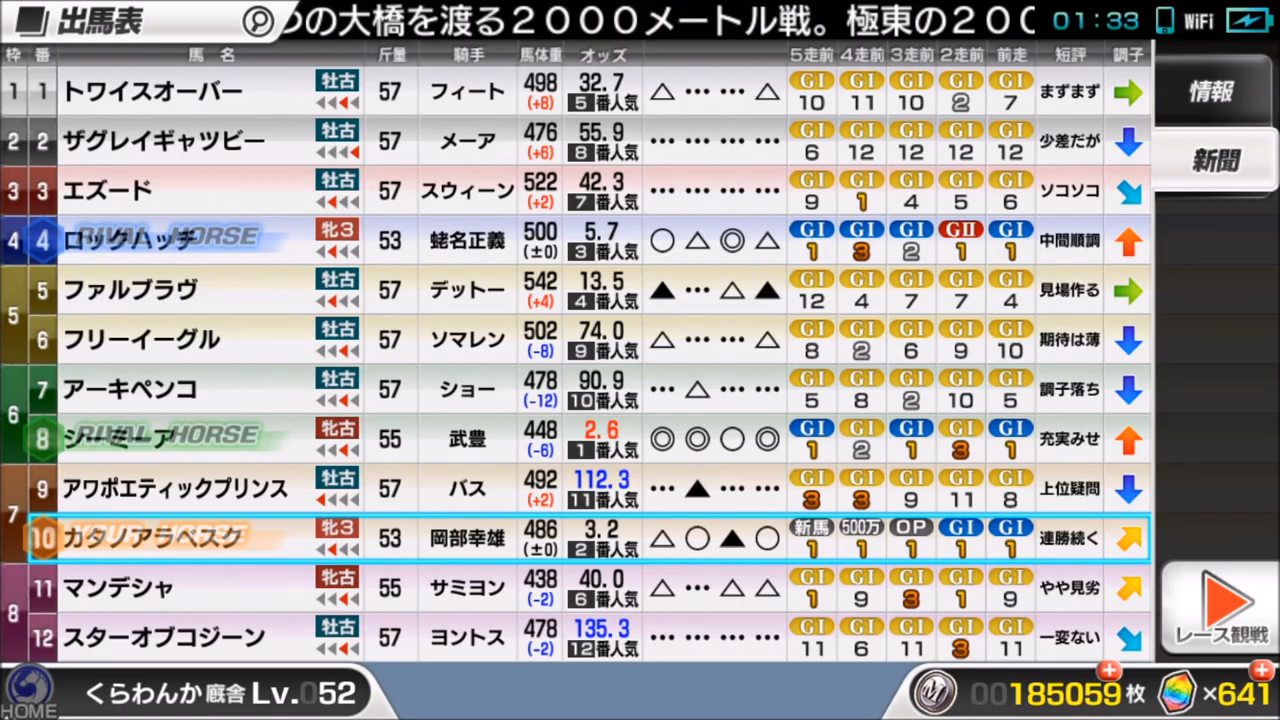 出馬表 つの大橋を渡る２０００メートル戦。極東の２００ 01:33 WiFi
枠 番 馬名 斤量 騎手 馬体重 オッズ 5走前 4走前 3走前 2走前 前走 短評 調子
1 1 トワイスオーバー 牡古 57 フィート 498 (+8) 32.7 5番人気 △ … … △ GI 10 GI 11 GI 10 GI 2 GI 7 まずまず
2 2 ザグレイギャツビー 牡古 57 メーア 476 (+6) 55.9 8番人気 … … … … GI 6 GI 12 GI 12 GI 12 GI 12 少差だが
3 3 エズード 牡古 57 スウィーン 522 (+2) 42.3 7番人気 … … … … GI 9 GI 1 GI 4 GI 5 GI 6 ソコソコ
4 4 ロックハッチ RIVAL HORSE 牝3 53 蛯名正義 500 (±0) 5.7 3番人気 ○ △ ◎ △ GI 1 GI 3 GI 2 GII 1 GI 1 中間順調
5 5 ファルブラヴ 牡古 57 デットー 542 (+4) 13.5 4番人気 ▲ … △ ▲ GI 12 GI 4 GI 7 GI 7 GI 4 見場作る
6 フリーイーグル 牡古 57 ソマレン 502 (-8) 74.0 9番人気 △ … … △ GI 8 GI 2 GI 6 GI 9 GI 10 期待は薄
6 7 アーキペンコ 牡古 57 ショー 478 (-12) 90.9 10番人気 … △ … … GI 5 GI 8 GI 2 GI 10 GI 5 調子落ち
8 シーミーア RIVAL HORSE 牝古 55 武豊 448 (-6) 2.6 1番人気 ◎ ◎ ○ ◎ GI 1 GI 2 GI 1 GI 3 GI 1 充実みせ
7 9 アワポエティックプリンス 牡古 57 バス 492 (+2) 112.3 11番人気 … ▲ … … GI 3 GI 3 GI 9 GI 11 GI 8 上位疑問
10 カタノアラベスク YOUR HORSE 牝3 53 岡部幸雄 486 (±0) 3.2 2番人気 △ ○ ▲ ○ 新馬 1 500万 1 OP 1 GI 1 GI 1 連勝続く
8 11 マンデシャ 牝古 55 サミヨン 438 (-2) 40.0 6番人気 △ … △ △ GI 1 GI 9 GI 3 GI 1 GI 9 やや見劣
12 スターオブコジーン 牡古 57 ヨントス 478 (-2) 135.3 12番人気 … … … … GI 11 GI 6 GI 11 GI 3 GI 11 一変ない
情報
新聞
レース観戦
HOME くらわんか 厩舎 Lv.052 00185059枚 ×641